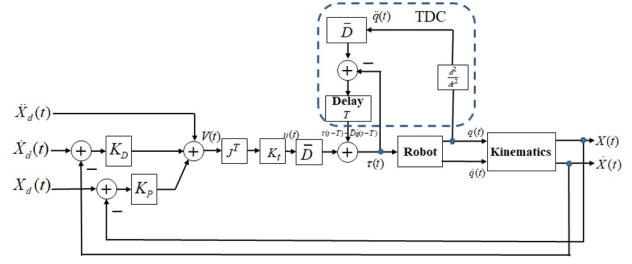 q̈(t) TDC
D̄
−
d²
dt²
Delay
T
τ(t−T)−D̄q̈(t−T)
Ẍd(t)
V(t)
u(t)
Ẋd(t) + KD + Jᵀ Kt D̄ + τ(t) Robot q(t) q̇(t) Kinematics X(t) Ẋ(t)
−
Xd(t) + KP
−